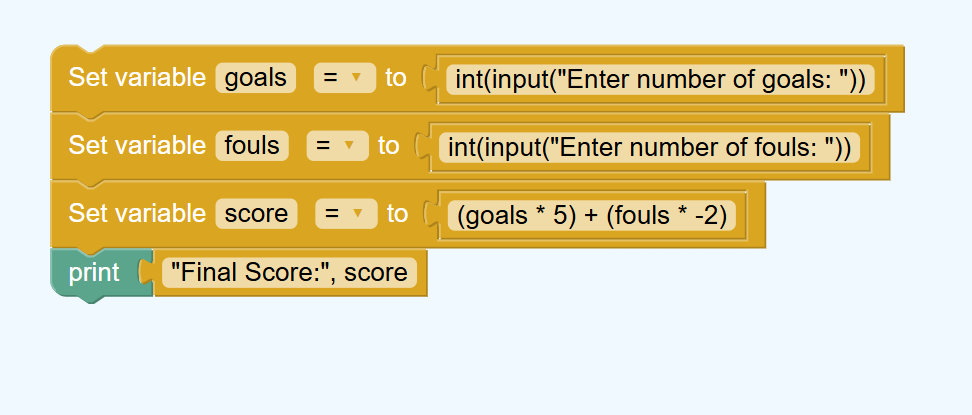 Set variable goals = ▾ to int(input("Enter number of goals: "))
Set variable fouls = ▾ to int(input("Enter number of fouls: "))
Set variable score = ▾ to (goals * 5) + (fouls * -2)
print "Final Score:", score